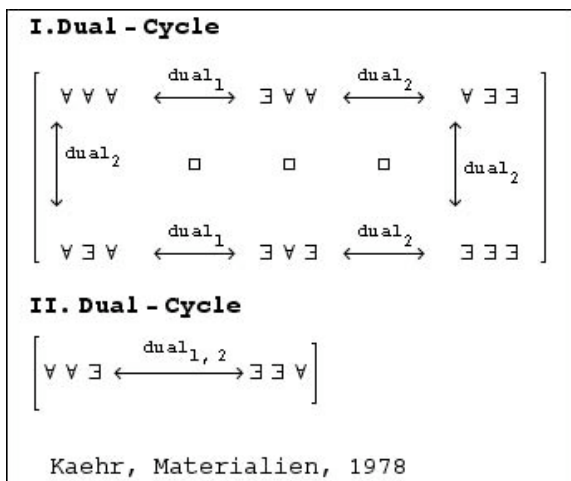 I.Dual-Cycle
∀ ∀ ∀ dual1 ∃ ∀ ∀ dual2 ∀ ∃ ∃
dual2 dual2
∀ ∃ ∀ dual1 ∃ ∀ ∃ dual2 ∃ ∃ ∃
II. Dual-Cycle
∀ ∀ ∃ dual1, 2 ∃ ∃ ∀
Kaehr, Materialien, 1978